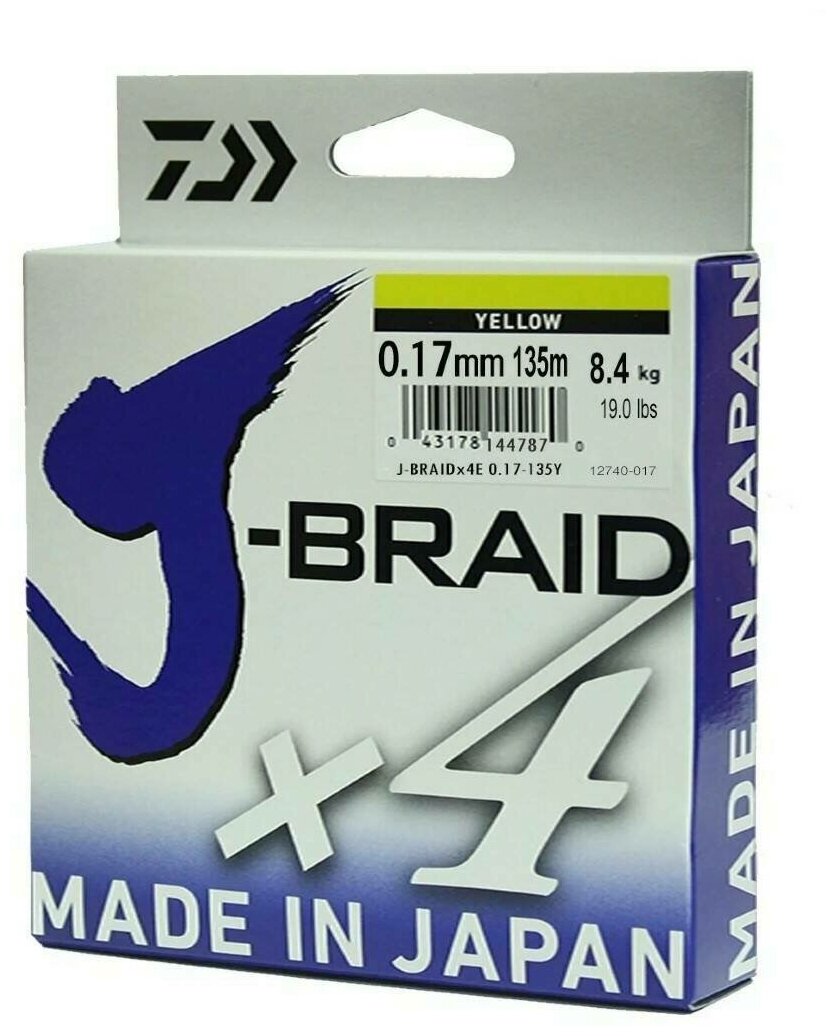 YELLOW
0.17mm 135m 8.4 kg
19.0 lbs
0 43178 144787 0
J-BRAIDx4E 0.17-135Y 12740-017
J-BRAID
×4
MADE IN JAPAN
MADE IN JAPAN